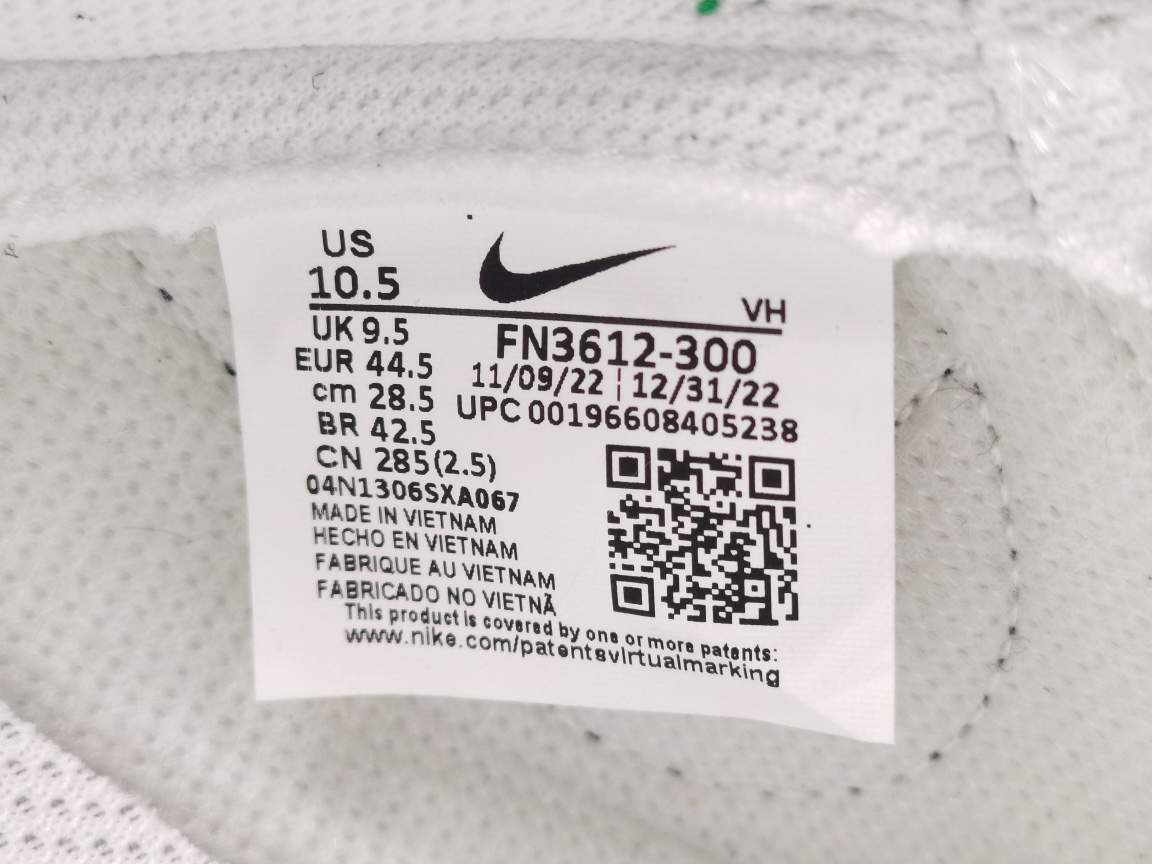 US
10.5
VH
UK 9.5
EUR 44.5
cm 28.5
BR 42.5
CN 285(2.5)
04N1306SXA067
FN3612-300
11/09/22 | 12/31/22
UPC 00196608405238
MADE IN VIETNAM
HECHO EN VIETNAM
FABRIQUE AU VIETNAM
FABRICADO NO VIETNÃ
This product is covered by one or more patents:
www.nike.com/patentsvirtualmarking